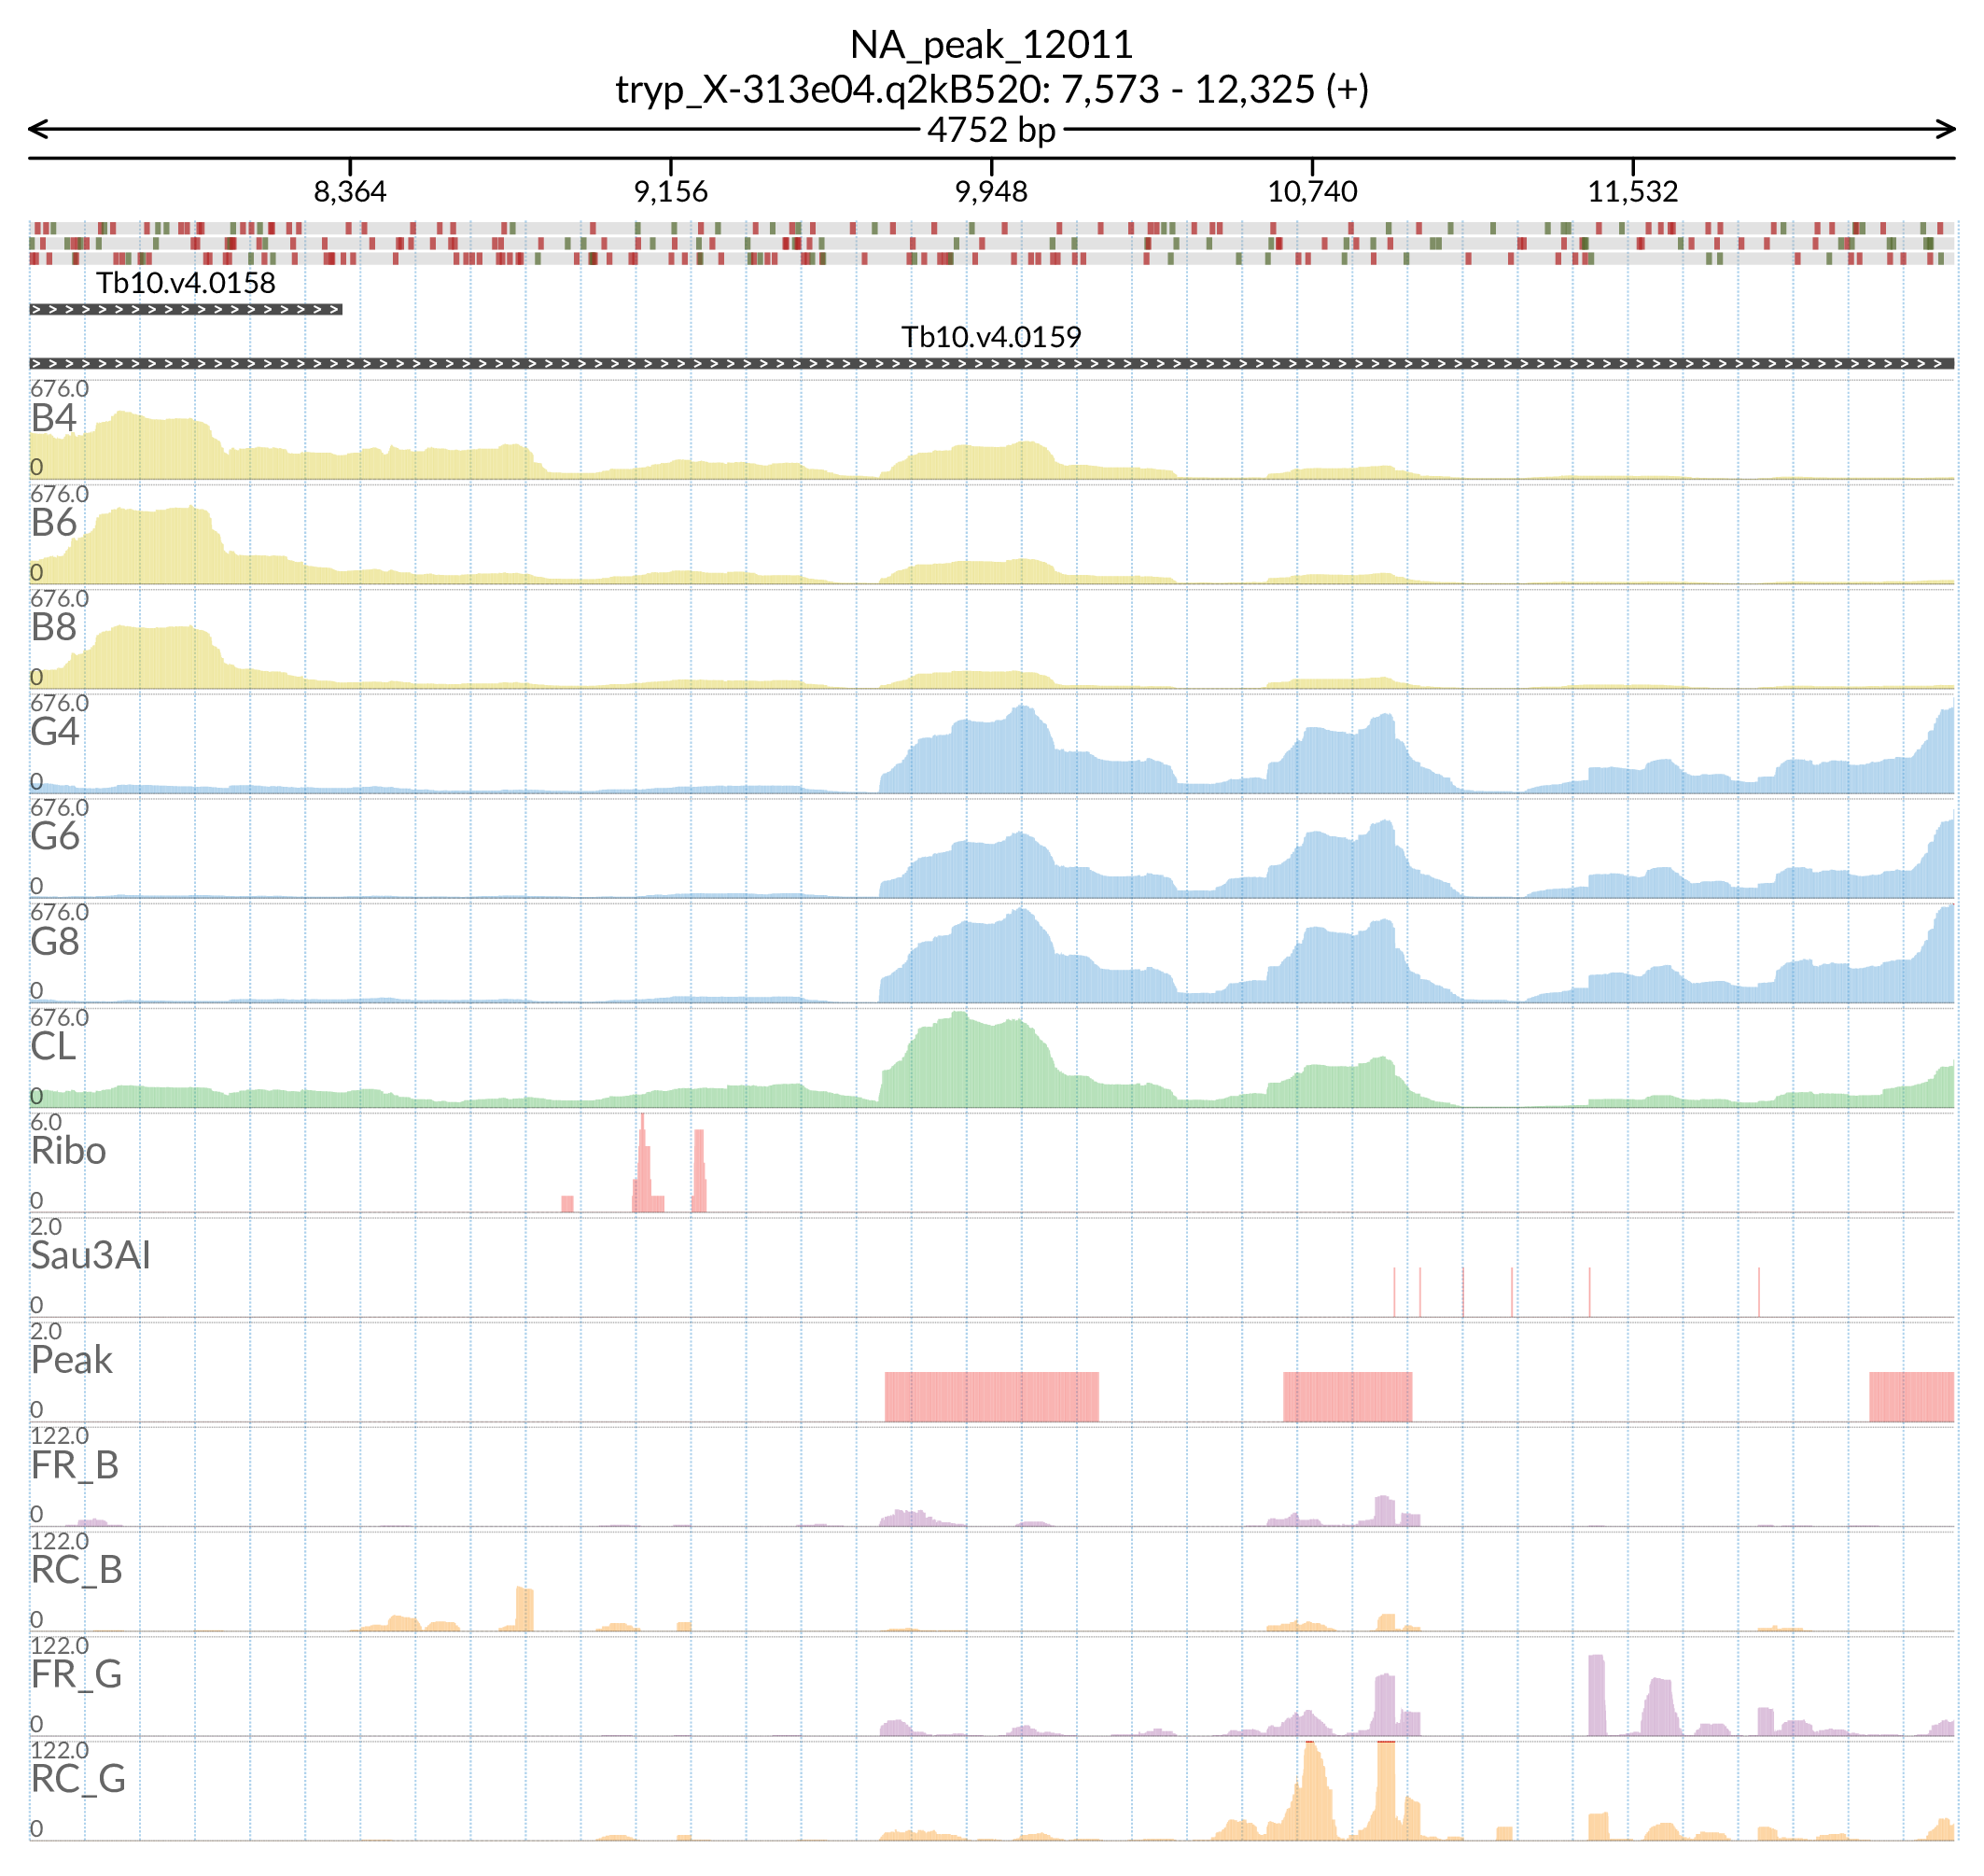 NA_peak_12011
tryp_X-313e04.q2kB520: 7,573 - 12,325 (+)
4752 bp
8,364 9,156 9,948 10,740 11,532
Tb10.v4.0158
Tb10.v4.0159
676.0
B4
0
676.0
B6
0
676.0
B8
0
676.0
G4
0
676.0
G6
0
676.0
G8
0
676.0
CL
0
6.0
Ribo
0
2.0
Sau3AI
0
2.0
Peak
0
122.0
FR_B
0
122.0
RC_B
0
122.0
FR_G
0
122.0
RC_G
0